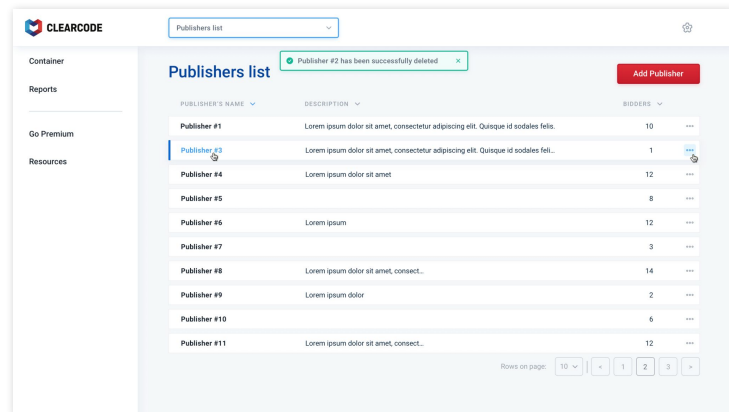 CLEARCODE
Publishers list
Container
Reports
Go Premium
Resources
Publisher #2 has been successfully deleted ×
Publishers list
Add Publisher
PUBLISHER'S NAME DESCRIPTION BIDDERS
Publisher #1 Lorem ipsum dolor sit amet, consectetur adipiscing elit. Quisque id sodales felis. 10 •••
Publisher #3 Lorem ipsum dolor sit amet, consectetur adipiscing elit. Quisque id sodales feli... 1 •••
Publisher #4 Lorem ipsum dolor sit amet 12 •••
Publisher #5 8 •••
Publisher #6 Lorem ipsum 12 •••
Publisher #7 3 •••
Publisher #8 Lorem ipsum dolor sit amet, consect... 14 •••
Publisher #9 Lorem ipsum dolor 2 •••
Publisher #10 6 •••
Publisher #11 Lorem ipsum dolor sit amet, consect... 12 •••
Rows on page: 10 | < 1 2 3 >